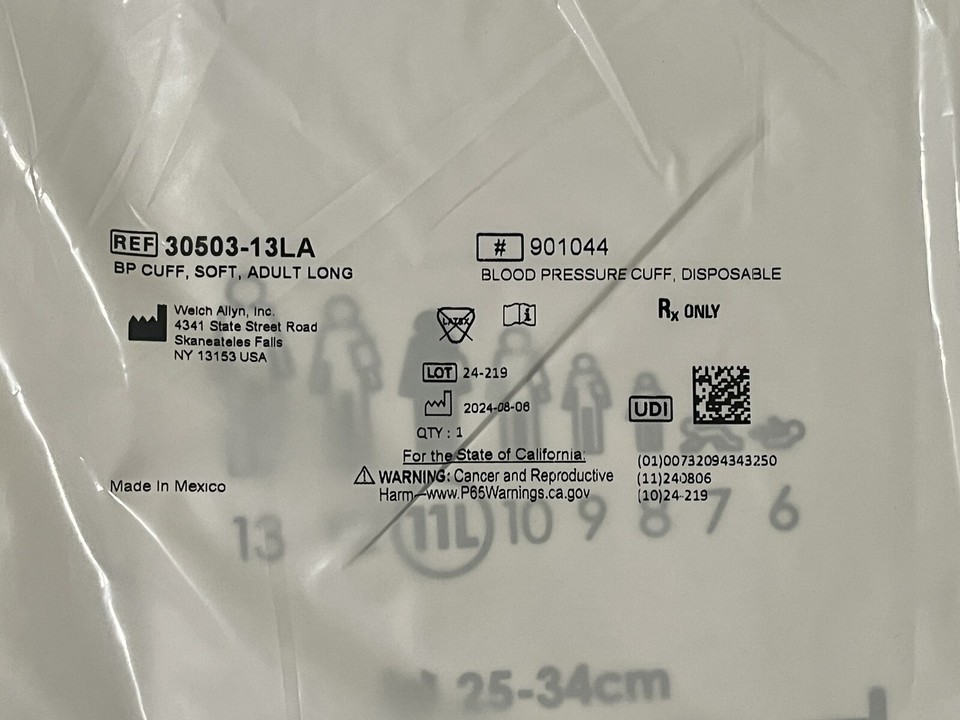 REF 30503-13LA
BP CUFF, SOFT, ADULT LONG
# 901044
BLOOD PRESSURE CUFF, DISPOSABLE
Welch Allyn, Inc.
4341 State Street Road
Skaneateles Falls
NY 13153 USA
LATEX
Rx ONLY
LOT 24-219
2024-08-06
QTY : 1
UDI
For the State of California:
WARNING: Cancer and Reproductive
Harm—www.P65Warnings.ca.gov
(01)00732094343250
(11)240806
(10)24-219
Made In Mexico
13 11L 10 9 8 7 6
25-34cm